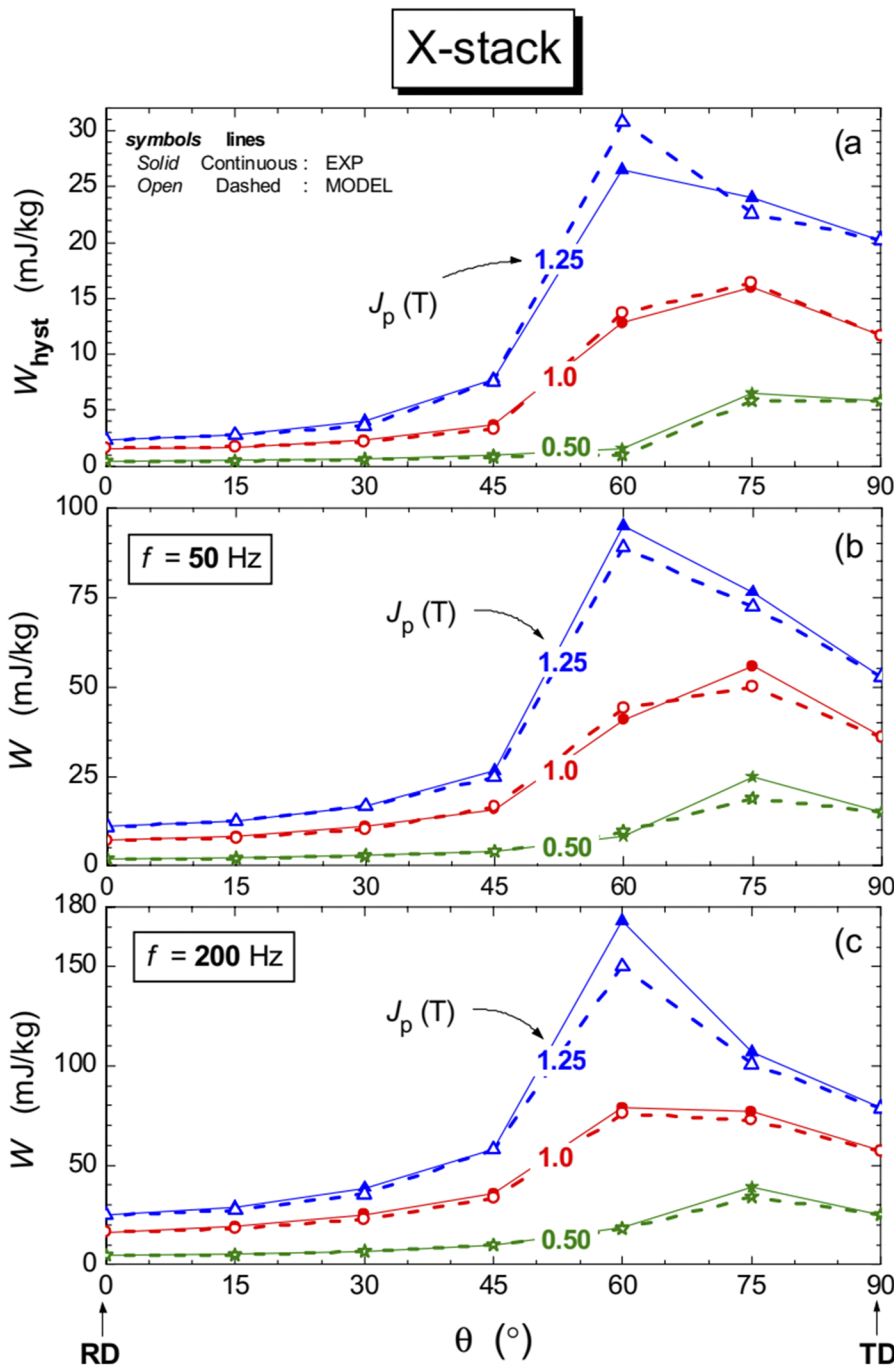 X-stack
symbols lines
Solid Continuous : EXP
Open Dashed : MODEL
(a
J_p (T)
1.25
1.0
0.50
W_hyst (mJ/kg)
30
25
20
15
10
5
0
0 15 30 45 60 75 90
f = 50 Hz
(b
J_p (T)
1.25
1.0
0.50
W (mJ/kg)
100
75
50
25
0
0 15 30 45 60 75 90
f = 200 Hz
(c
J_p (T)
1.25
1.0
0.50
W (mJ/kg)
180
150
100
50
0
0 15 30 45 60 75 90
RD θ (°) TD